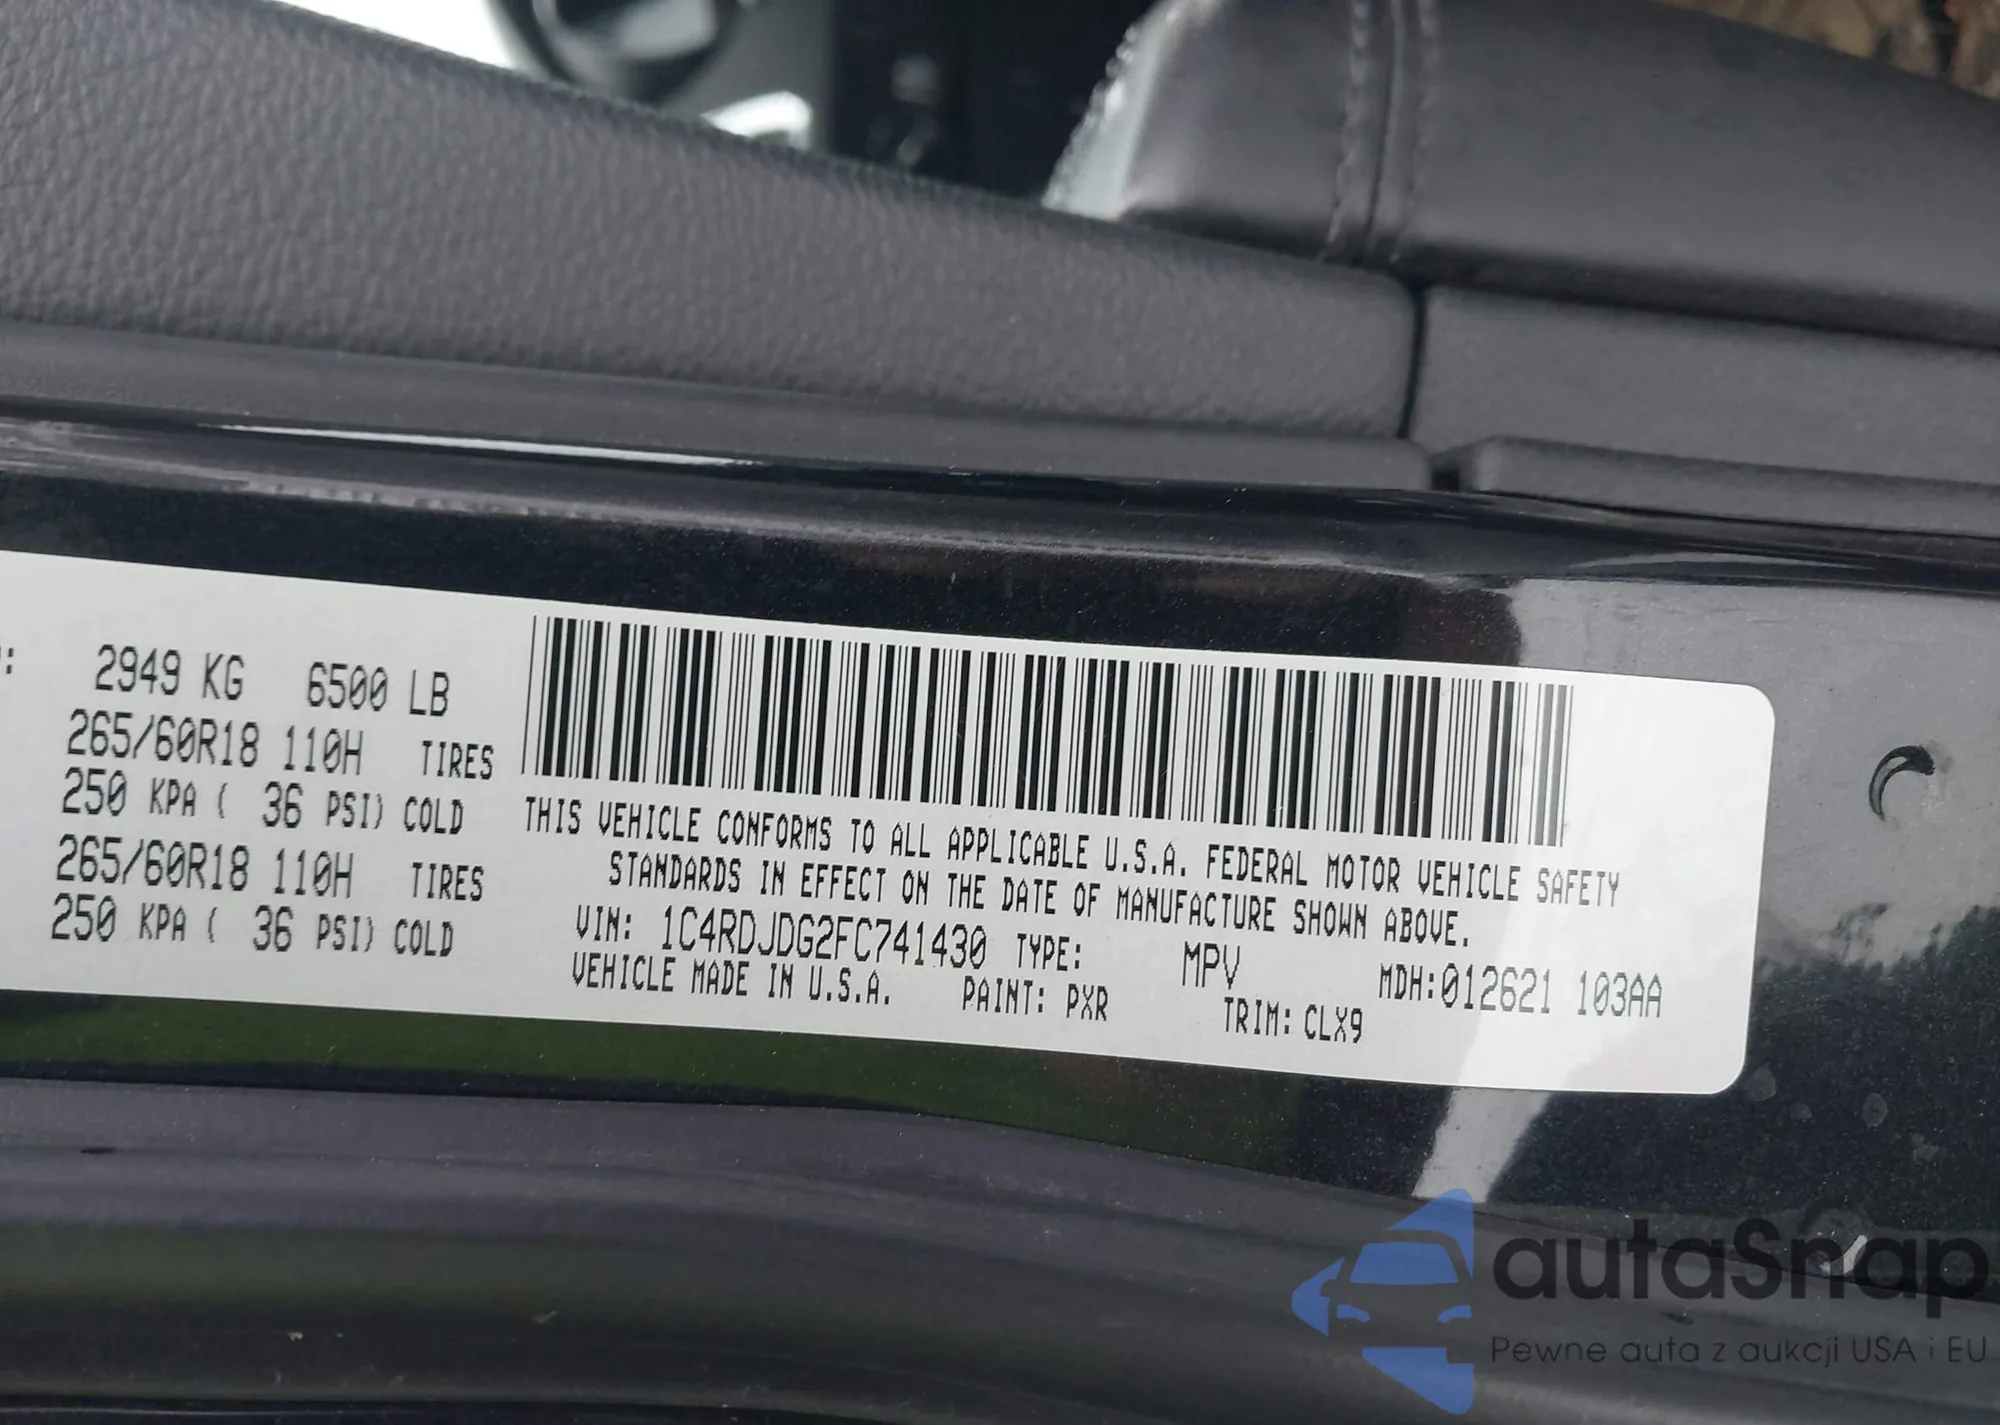 : 2949 KG 6500 LB
265/60R18 110H TIRES
250 KPA ( 36 PSI) COLD
265/60R18 110H TIRES
250 KPA ( 36 PSI) COLD
THIS VEHICLE CONFORMS TO ALL APPLICABLE U.S.A. FEDERAL MOTOR VEHICLE SAFETY
STANDARDS IN EFFECT ON THE DATE OF MANUFACTURE SHOWN ABOVE.
VIN: 1C4RDJDG2FC741430 TYPE: MPV MDH:012621 103AA
VEHICLE MADE IN U.S.A. PAINT: PXR TRIM: CLX9
autaSnap
Pewne auta z aukcji USA i EU